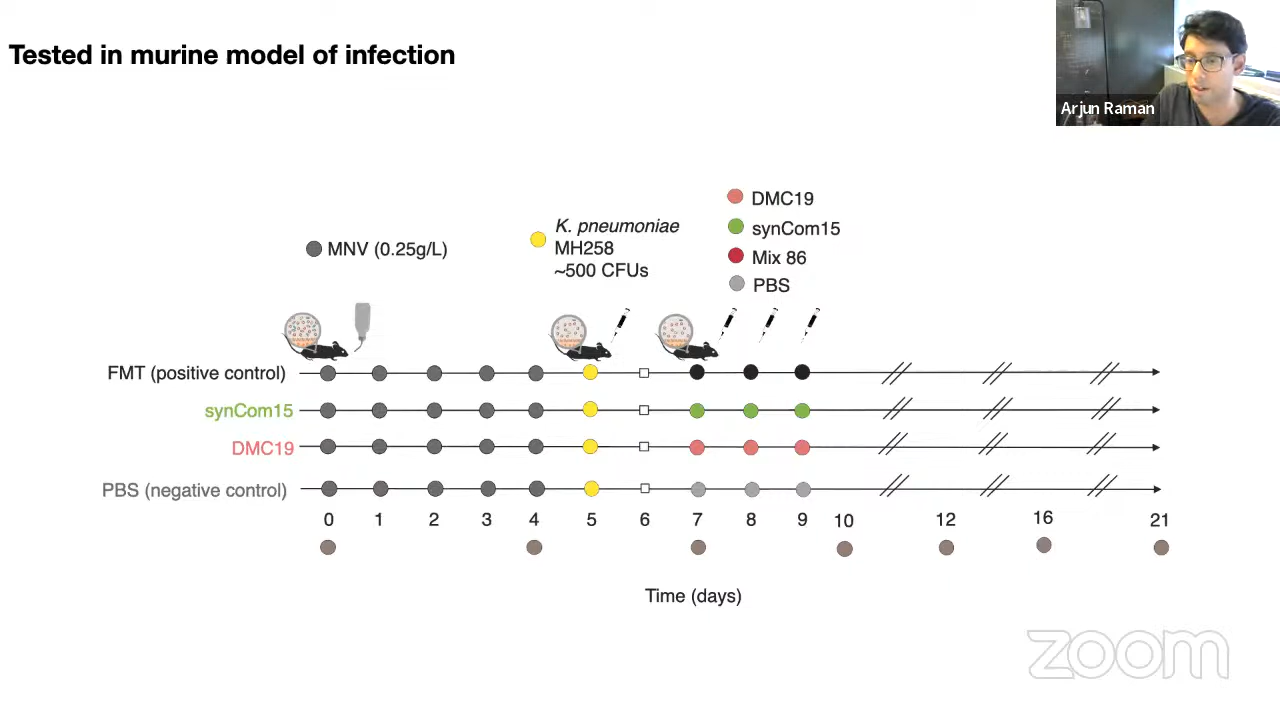 Tested in murine model of infection
Arjun Raman
DMC19
synCom15
Mix 86
PBS
K. pneumoniae
MH258
~500 CFUs
MNV (0.25g/L)
FMT (positive control)
synCom15
DMC19
PBS (negative control)
0 1 2 3 4 5 6 7 8 9 10 12 16 21
Time (days)
zoom